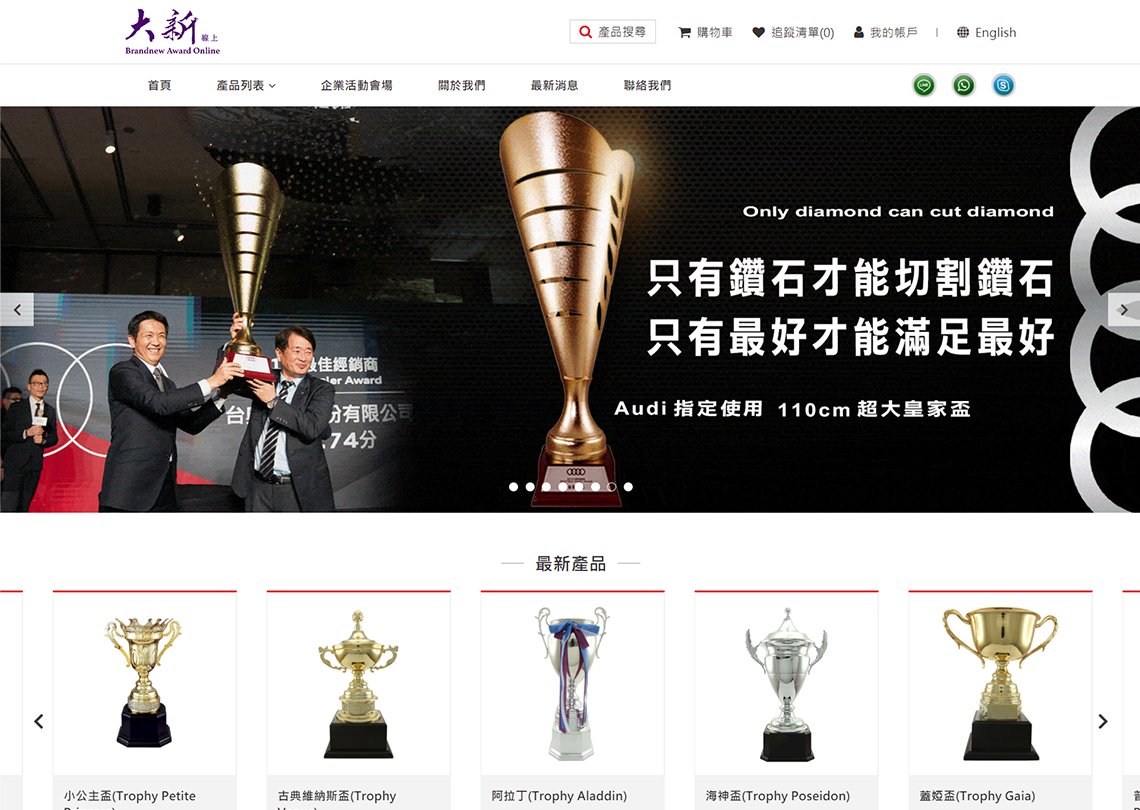 大新 線上
Brandnew Award Online
產品搜尋
購物車
追蹤清單(0)
我的帳戶
|
English
首頁
產品列表
企業活動會場
關於我們
最新消息
聯絡我們
Only diamond can cut diamond
只有鑽石才能切割鑽石
只有最好才能滿足最好
Audi 指定使用 110cm 超大皇家盃
佳經銷商
ler Award
份有限公司
74分
最新產品
小公主盃(Trophy Petite
古典維納斯盃(Trophy
阿拉丁(Trophy Aladdin)
海神盃(Trophy Poseidon)
蓋婭盃(Trophy Gaia)